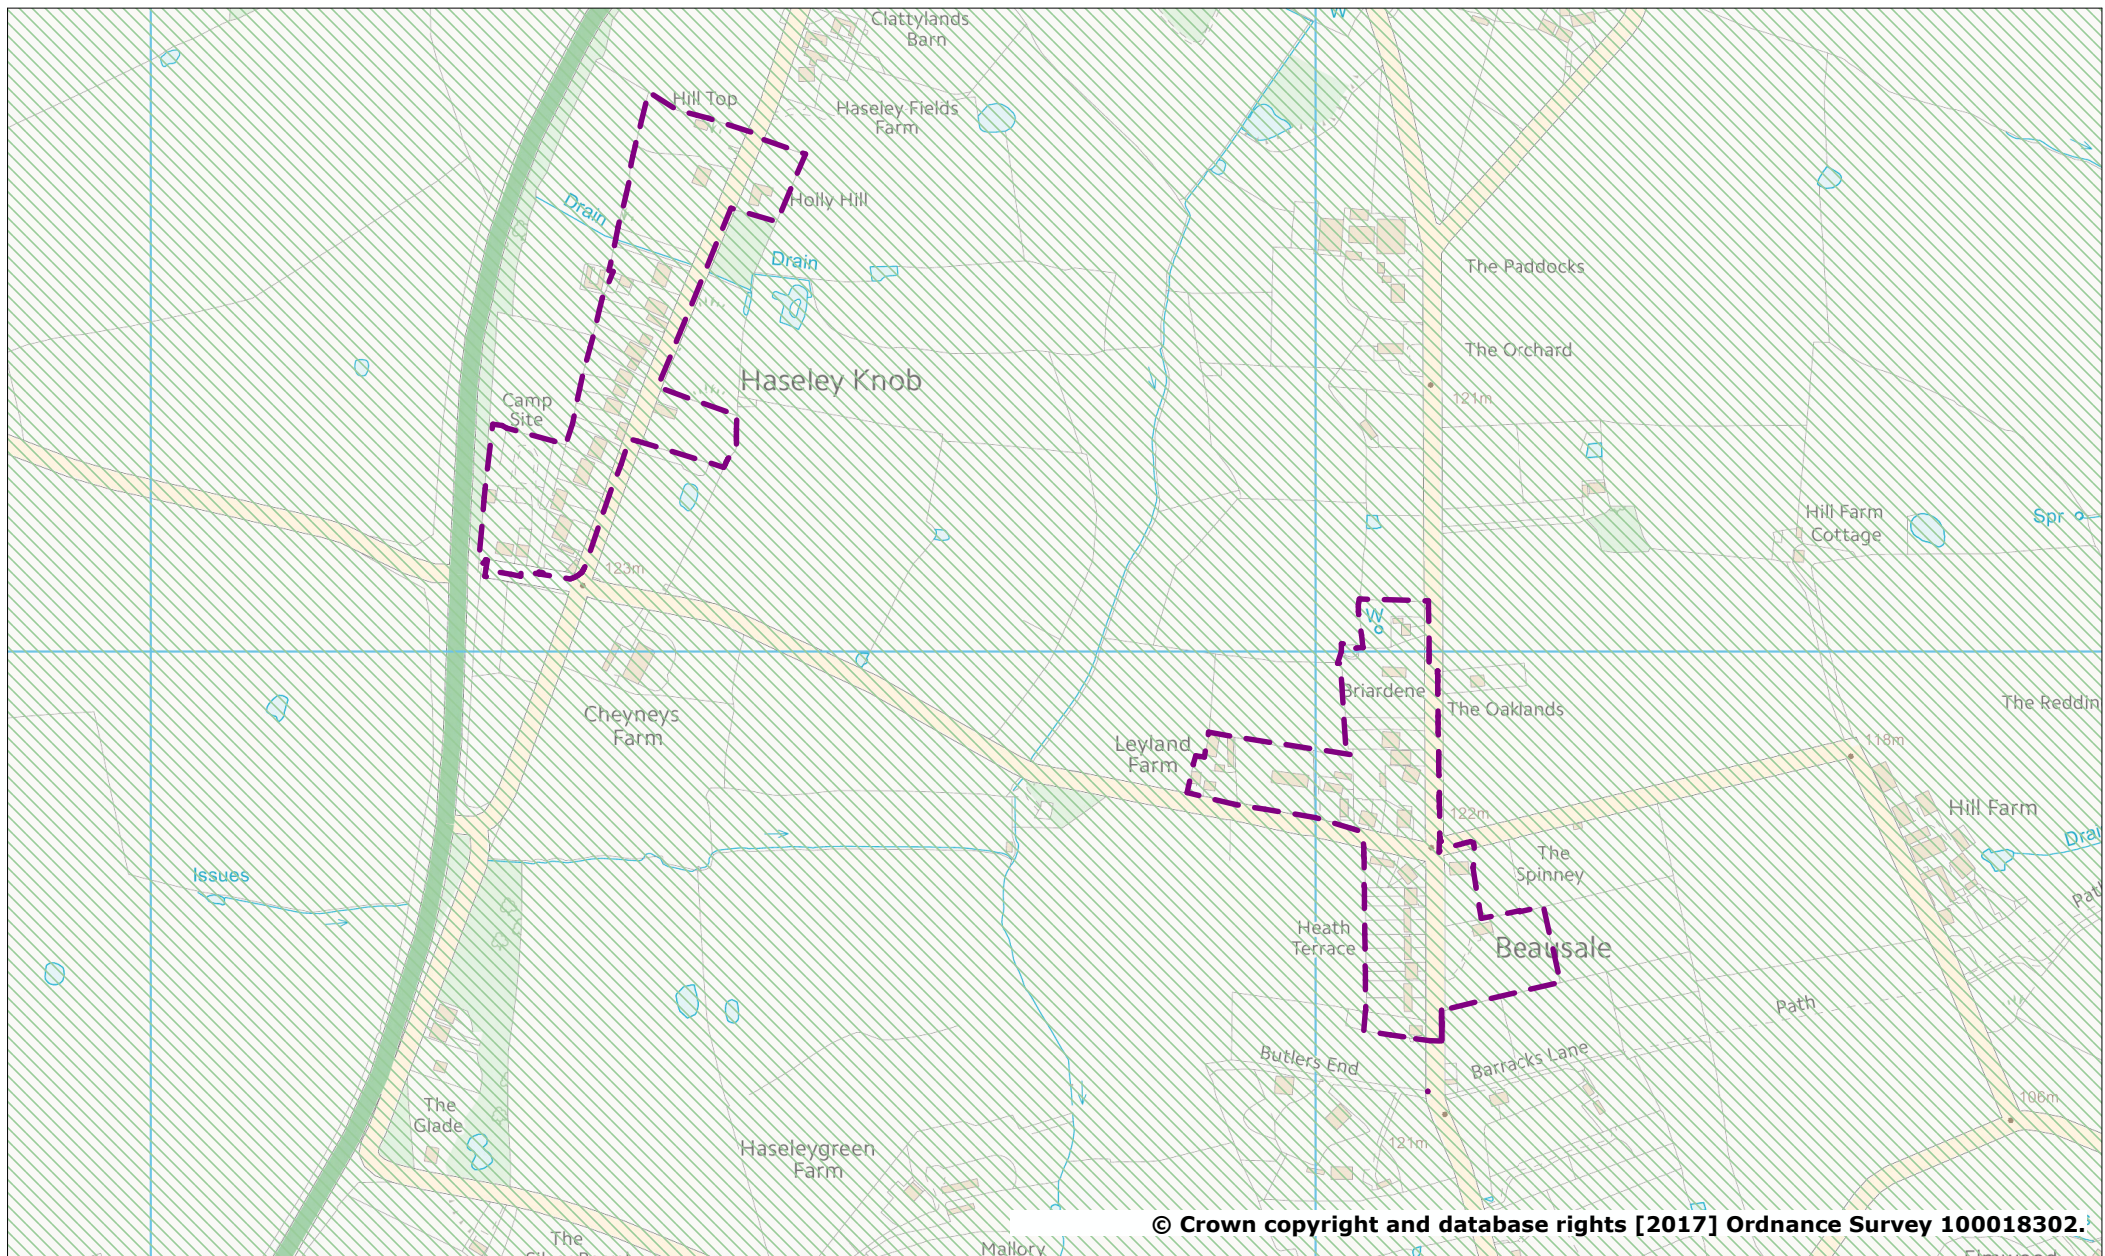 Clattylands
Barn
W
Hill Top
Haseley Fields
Farm
Holly Hill
Drain
Drain
The Paddocks
The Orchard
Haseley Knob
121m
Camp
Site
Hill Farm
Cottage
Spr
123m
W
Briardene
The Oaklands
The Reddin
Cheyneys
Farm
Leyland
Farm
118m
122m
Hill Farm
Drai
The
Spinney
Issues
Path
Heath
Terrace
Beausale
Path
Butlers End
Barracks Lane
The
Glade
106m
121m
Haseleygreen
Farm
The
Mallory
© Crown copyright and database rights [2017] Ordnance Survey 100018302.